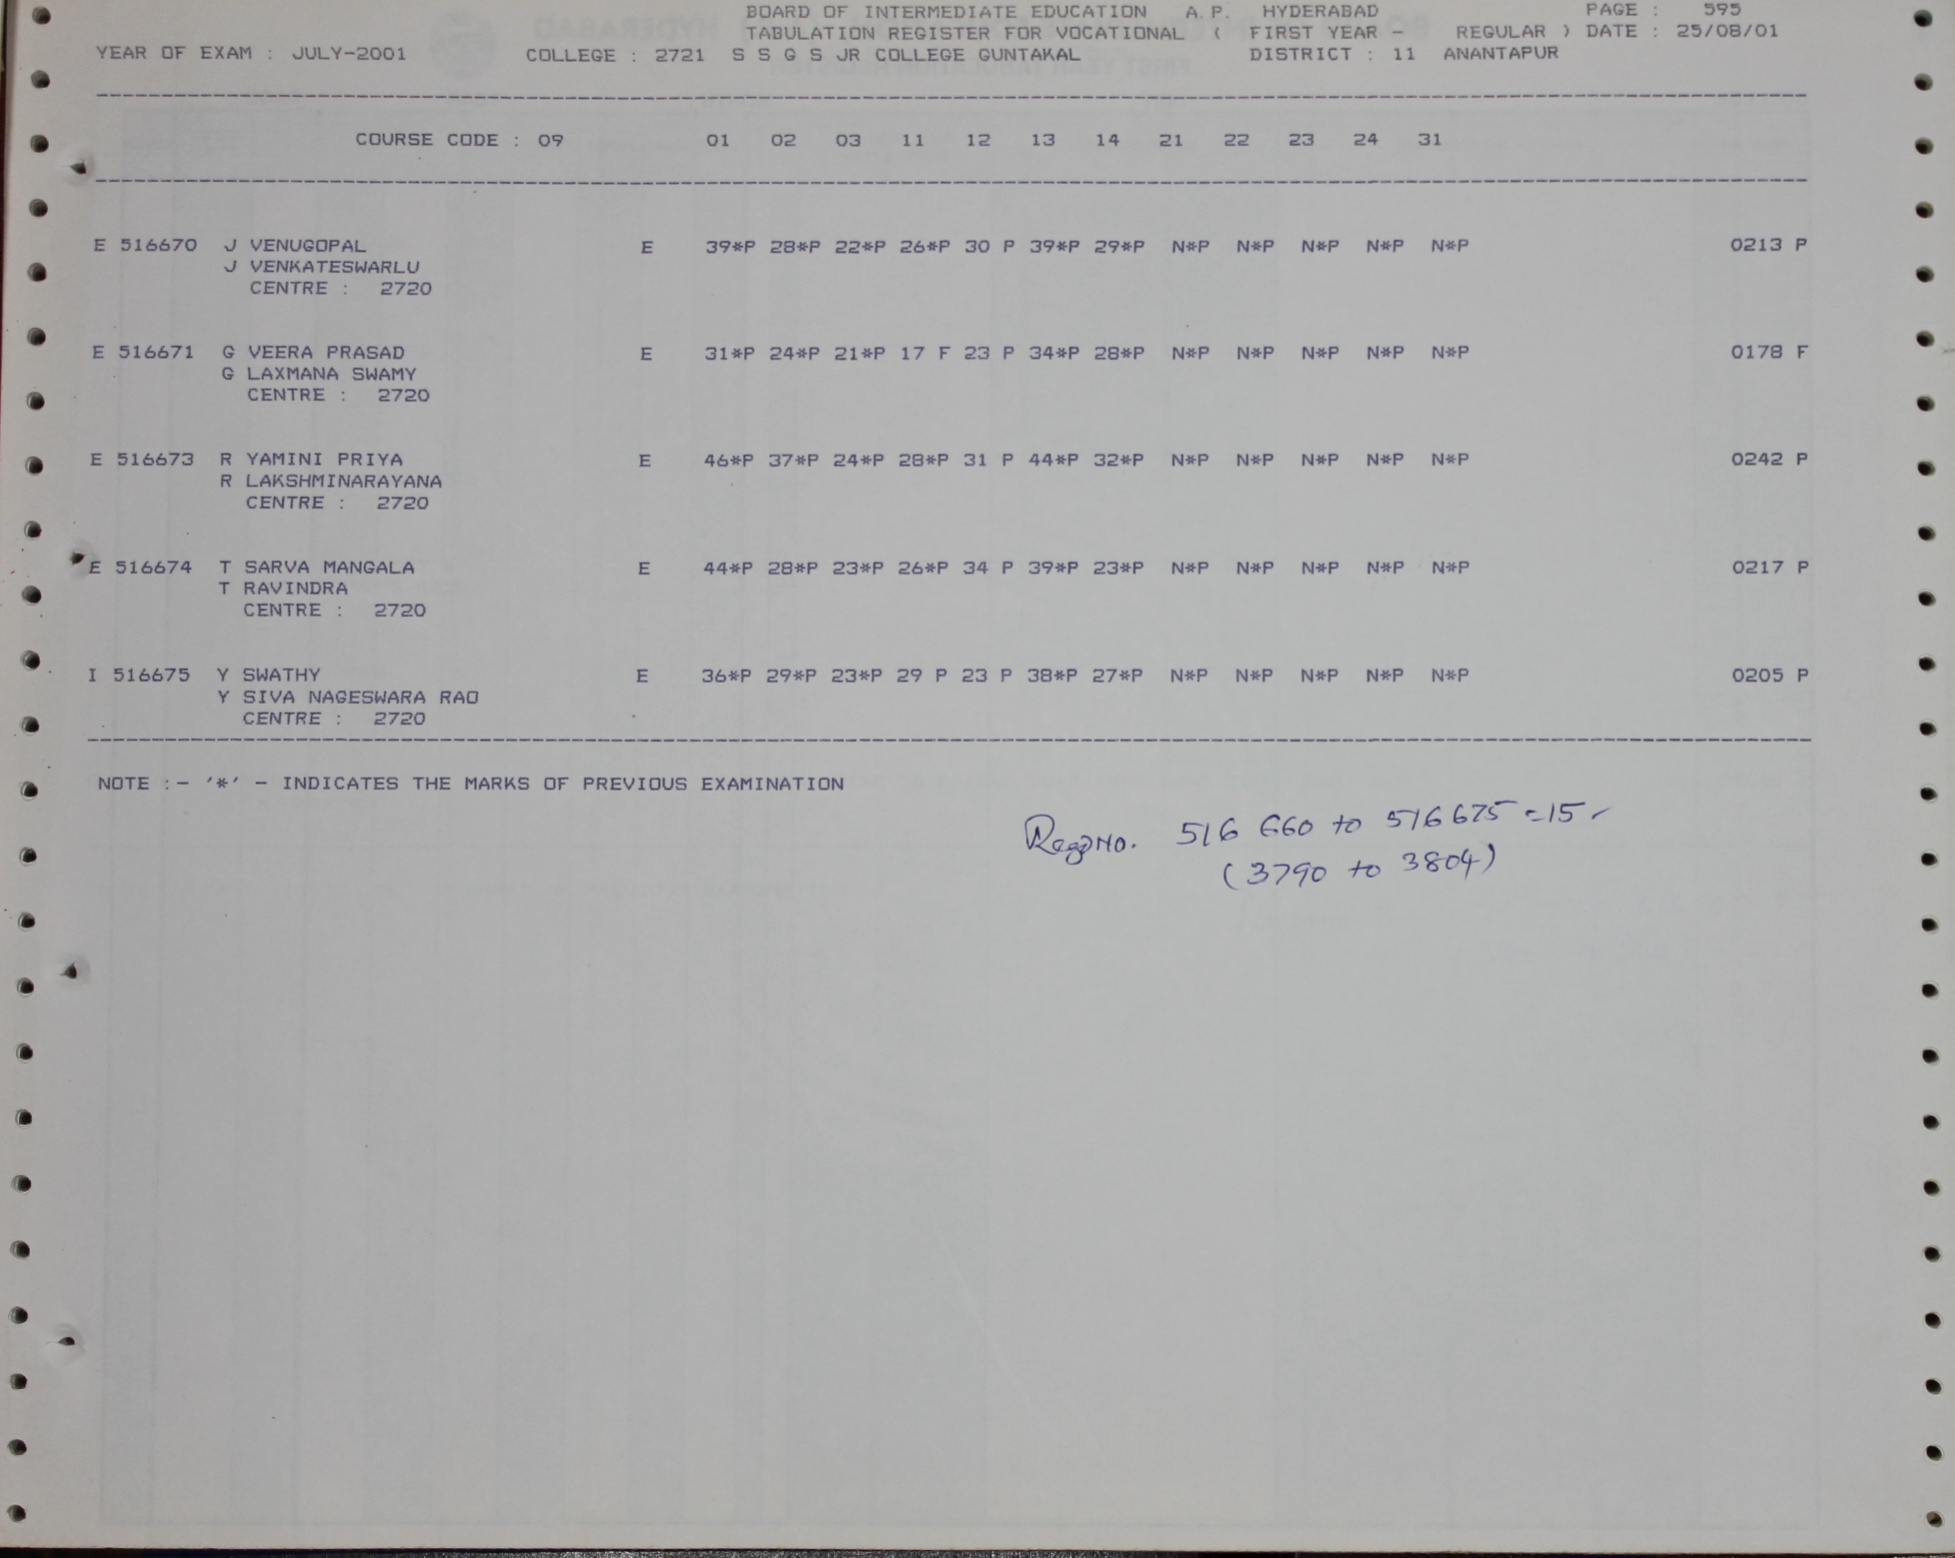 BOARD OF INTERMEDIATE EDUCATION A.P. HYDERABAD PAGE : 595
TABULATION REGISTER FOR VOCATIONAL ( FIRST YEAR - REGULAR ) DATE : 25/08/01
YEAR OF EXAM : JULY-2001 COLLEGE : 2721 S S G S JR COLLEGE GUNTAKAL DISTRICT : 11 ANANTAPUR
COURSE CODE : 09 01 02 03 11 12 13 14 21 22 23 24 31
E 516670 J VENUGOPAL E 39*P 28*P 22*P 26*P 30 P 39*P 29*P N*P N*P N*P N*P N*P 0213 P
J VENKATESWARLU
CENTRE : 2720
E 516671 G VEERA PRASAD E 31*P 24*P 21*P 17 F 23 P 34*P 28*P N*P N*P N*P N*P N*P 0178 F
G LAXMANA SWAMY
CENTRE : 2720
E 516673 R YAMINI PRIYA E 46*P 37*P 24*P 28*P 31 P 44*P 32*P N*P N*P N*P N*P N*P 0242 P
R LAKSHMINARAYANA
CENTRE : 2720
E 516674 T SARVA MANGALA E 44*P 28*P 23*P 26*P 34 P 39*P 23*P N*P N*P N*P N*P N*P 0217 P
T RAVINDRA
CENTRE : 2720
I 516675 Y SWATHY E 36*P 29*P 23*P 29 P 23 P 38*P 27*P N*P N*P N*P N*P N*P 0205 P
Y SIVA NAGESWARA RAO
CENTRE : 2720
NOTE :- '*' - INDICATES THE MARKS OF PREVIOUS EXAMINATION
Regd No. 516 660 to 516675 = 15
(3790 to 3804)